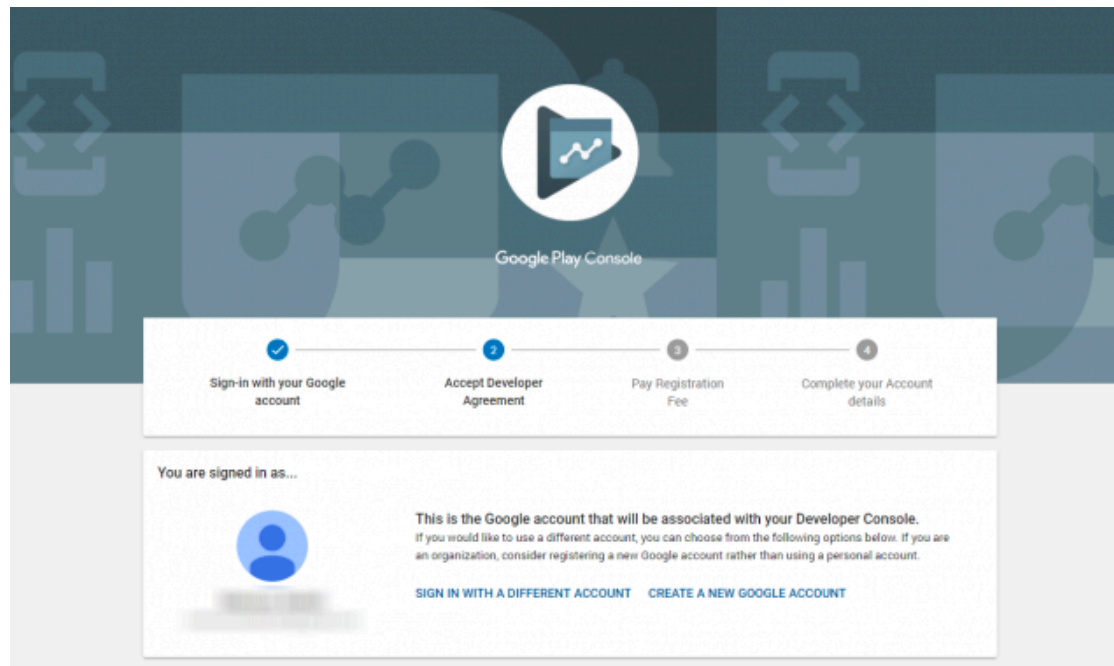 Google Play Console
2
3
4
Sign-in with your Google
account
Accept Developer
Agreement
Pay Registration
Fee
Complete your Account
details
You are signed in as...
This is the Google account that will be associated with your Developer Console.
If you would like to use a different account, you can choose from the following options below. If you are
an organization, consider registering a new Google account rather than using a personal account.
SIGN IN WITH A DIFFERENT ACCOUNT CREATE A NEW GOOGLE ACCOUNT